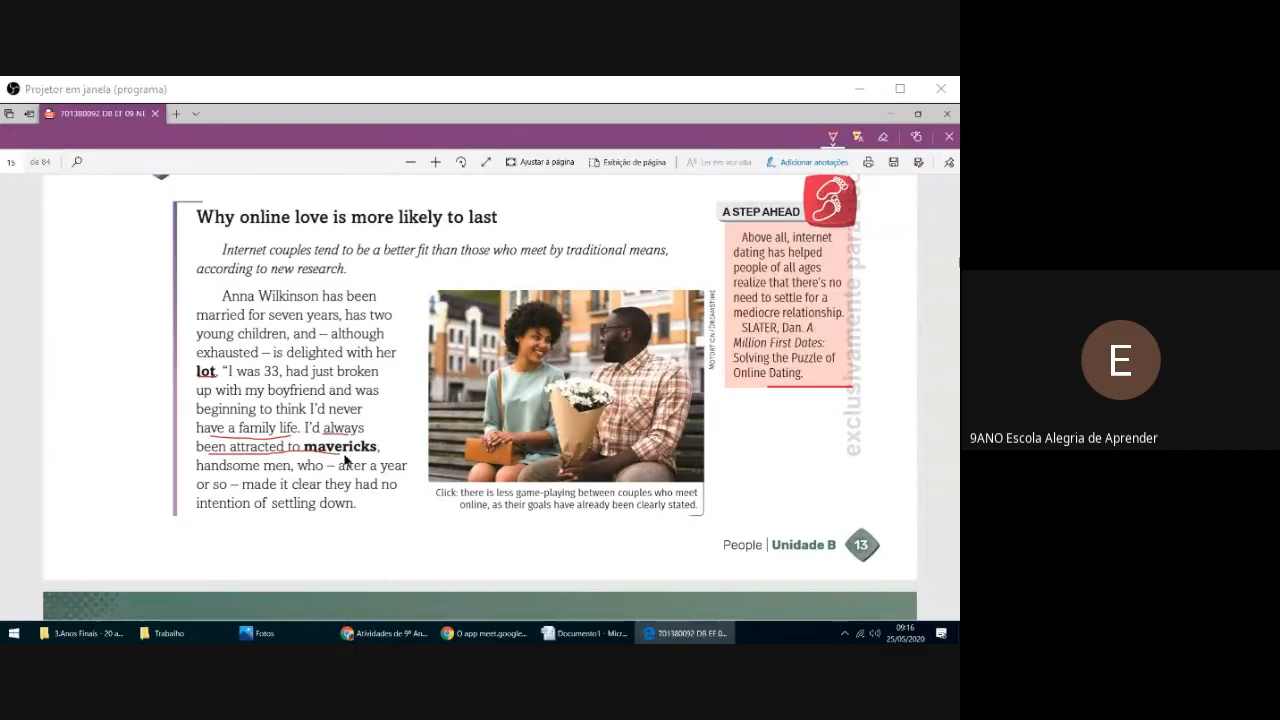 Projetor em janela (programa)
701380092 DB EF 09 NI
15 de 84
Ajustar à página
Exibição de página
Ler em voz alta
Adicionar anotações
Why online love is more likely to last
Internet couples tend to be a better fit than those who meet by traditional means,
according to new research.
Anna Wilkinson has been
married for seven years, has two
young children, and – although
exhausted – is delighted with her
lot. “I was 33, had just broken
up with my boyfriend and was
beginning to think I’d never
have a family life. I’d always
been attracted to mavericks,
handsome men, who – after a year
or so – made it clear they had no
intention of settling down.
MOTORTION/DREAMSTIME
Click: there is less game-playing between couples who meet
online, as their goals have already been clearly stated.
A STEP AHEAD
Above all, internet
dating has helped
people of all ages
realize that there’s no
need to settle for a
mediocre relationship.
SLATER, Dan. A
Million First Dates:
Solving the Puzzle of
Online Dating.
exclusivamente para
People | Unidade B 13
E
9ANO Escola Alegria de Aprender
3.Anos Finais - 20 a...
Trabalho
Fotos
Atividades de 9º An...
O app meet.google...
Documento1 - Micr...
701380092 DB EF 0...
09:16
25/05/2020